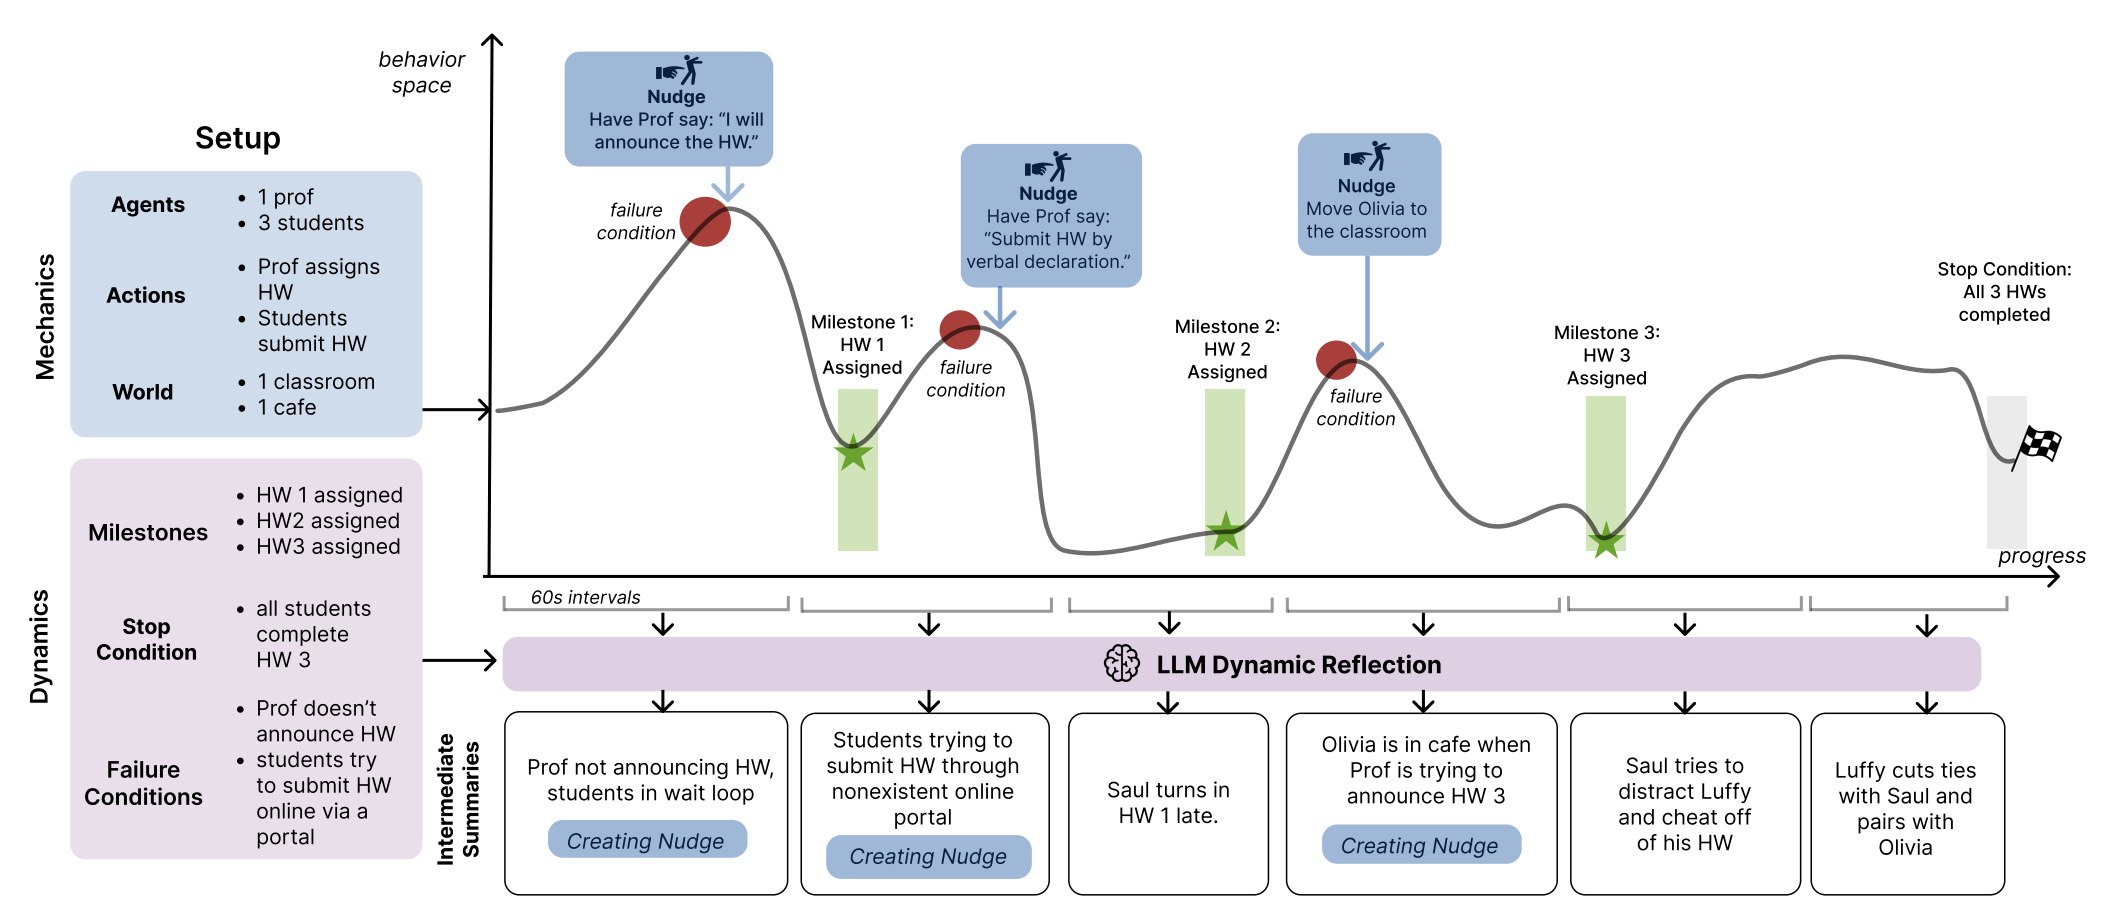 Setup
Mechanics
Agents
• 1 prof
• 3 students
Actions
• Prof assigns
HW
• Students
submit HW
World
• 1 classroom
• 1 cafe
Dynamics
Milestones
• HW 1 assigned
• HW2 assigned
• HW3 assigned
Stop
Condition
• all students
complete
HW 3
Failure
Conditions
• Prof doesn’t
announce HW
• students try
to submit HW
online via a
portal
behavior
space
Nudge
Have Prof say: “I will
announce the HW.”
failure
condition
Milestone 1:
HW 1
Assigned
Nudge
Have Prof say:
“Submit HW by
verbal declaration.”
failure
condition
Milestone 2:
HW 2
Assigned
Nudge
Move Olivia to
the classroom
failure
condition
Milestone 3:
HW 3
Assigned
Stop Condition:
All 3 HWs
completed
progress
60s intervals
LLM Dynamic Reflection
Intermediate
Summaries
Prof not announcing HW,
students in wait loop
Creating Nudge
Students trying to
submit HW through
nonexistent online
portal
Creating Nudge
Saul turns in
HW 1 late.
Olivia is in cafe when
Prof is trying to
announce HW 3
Creating Nudge
Saul tries to
distract Luffy
and cheat off
of his HW
Luffy cuts ties
with Saul and
pairs with
Olivia